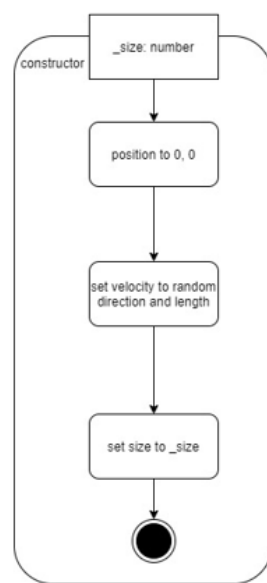 _size: number
constructor
position to 0, 0
set velocity to random
direction and length
set size to _size